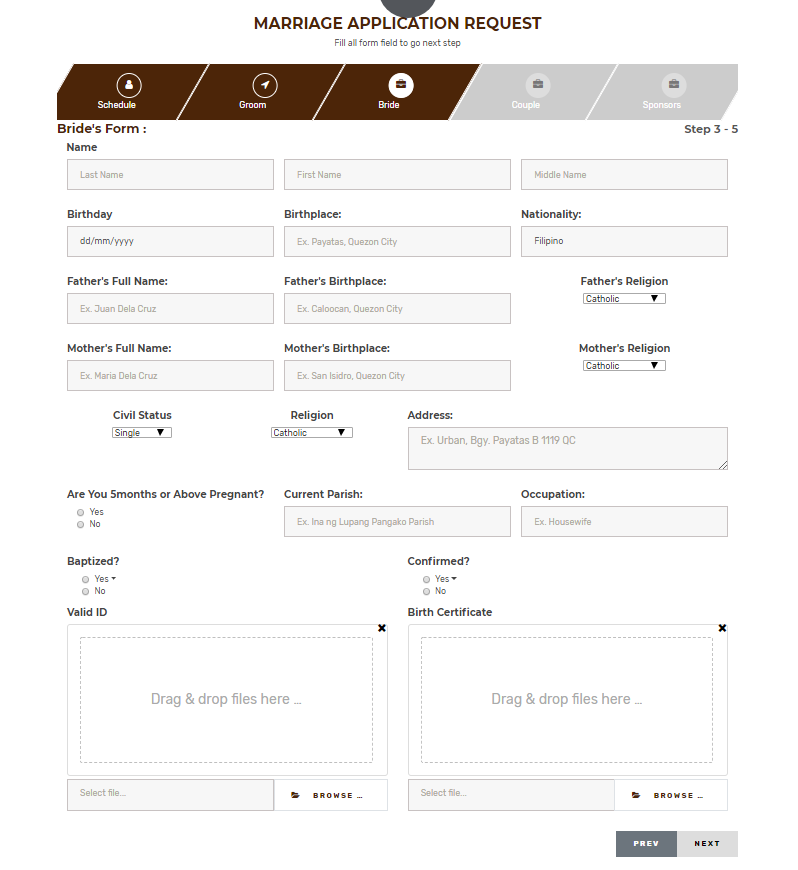 MARRIAGE APPLICATION REQUEST
Fill all form field to go next step
Schedule Groom Bride Couple Sponsors
Bride's Form : Step 3 - 5
Name
Last Name First Name Middle Name
Birthday Birthplace: Nationality:
dd/mm/yyyy Ex. Payatas, Quezon City Filipino
Father's Full Name: Father's Birthplace: Father's Religion
Ex. Juan Dela Cruz Ex. Caloocan, Quezon City Catholic
Mother's Full Name: Mother's Birthplace: Mother's Religion
Ex. Maria Dela Cruz Ex. San Isidro, Quezon City Catholic
Civil Status Religion Address:
Single Catholic Ex. Urban, Bgy. Payatas B 1119 QC
Are You 5months or Above Pregnant? Current Parish: Occupation:
Yes
No
Ex. Ina ng Lupang Pangako Parish Ex. Housewife
Baptized? Confirmed?
Yes Yes
No No
Valid ID Birth Certificate
Drag & drop files here … Drag & drop files here …
Select file... BROWSE … Select file... BROWSE …
PREV NEXT